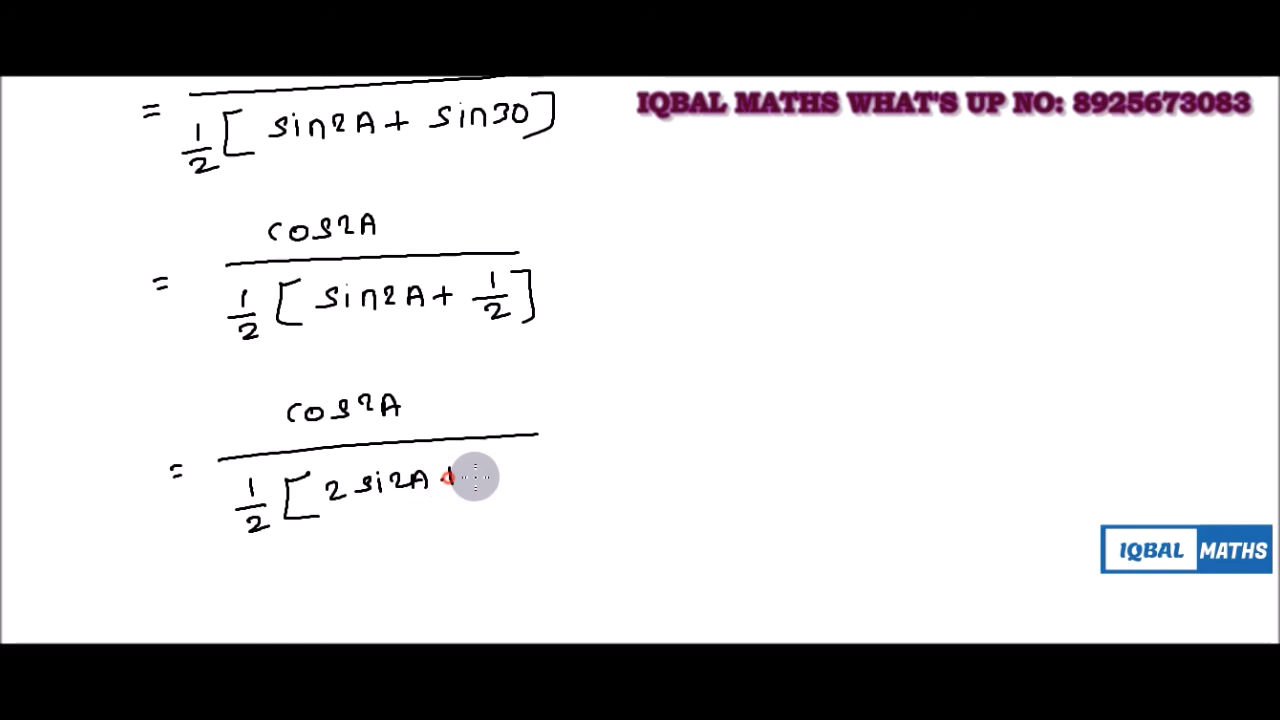 IQBAL MATHS WHAT'S UP NO: 8925673083
= 1/2 [ sin2A + sin30 ]
= cos2A / 1/2 [ sin2A + 1/2 ]
= cos2A / 1/2 [ 2 si2A +
IQBAL MATHS